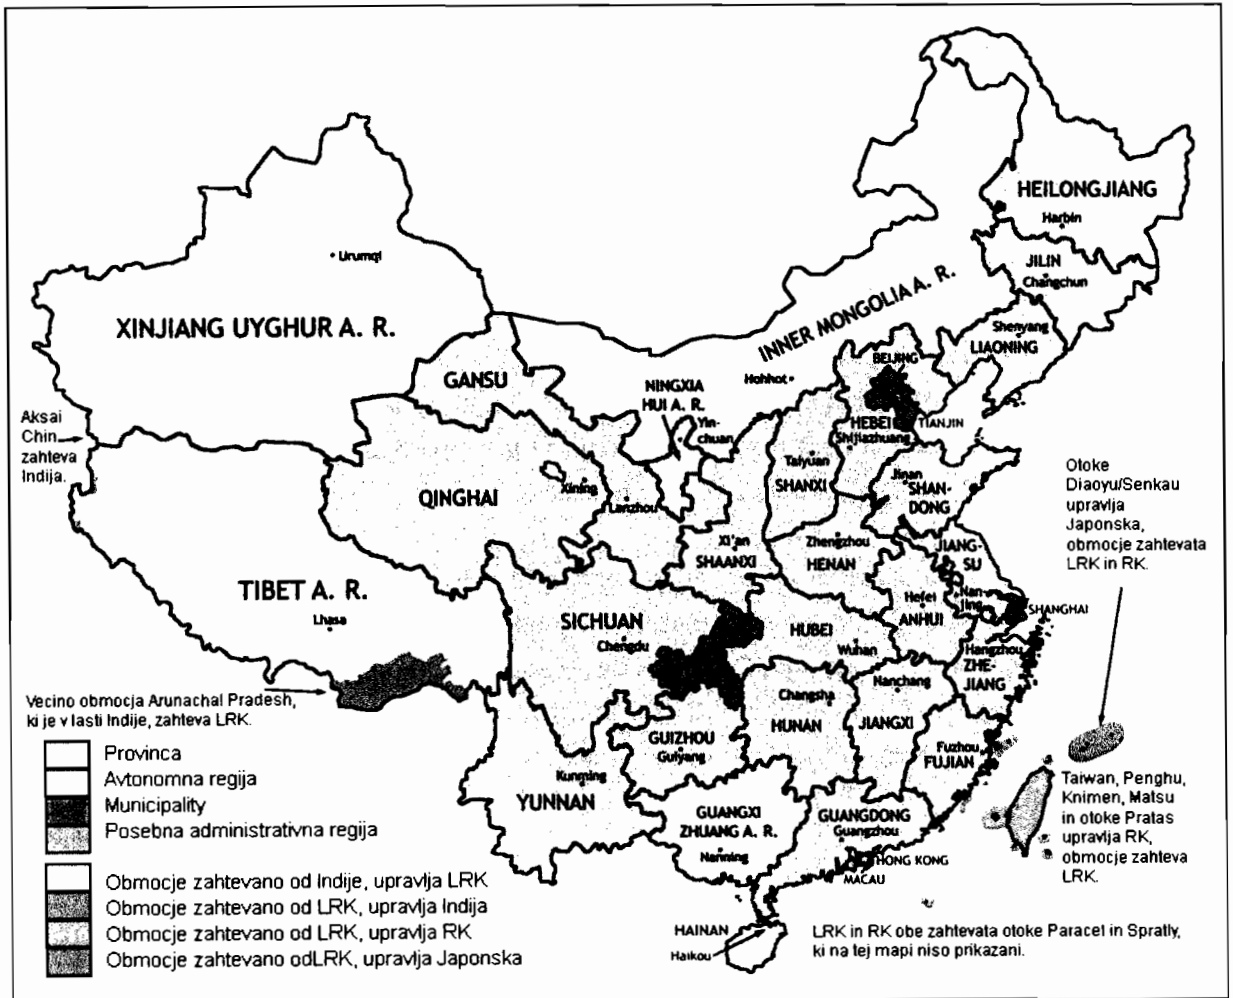 HEILONGJIANG
Harbin
JILIN
Changchun
Urumqi
INNER MONGOLIA A. R.
XINJIANG UYGHUR A. R.
Shenyang
LIAONING
BEIJING
GANSU
Hohhot
NINGXIA
HUI A. R.
Yin-
chuan
HEBEI
TIANJIN
Shijiazhuang
Aksai
Chin
zahteva
Indija.
Taiyuan
SHANXI
Jinan
SHAN-
DONG
QINGHAI
Xining
Lanzhou
Otoke
Diaoyu/Senkau
upravlja
Japonska,
obmocje zahtevata
LRK in RK.
Xi'an
SHAANXI
Zhengzhou
HENAN
JIANG-
SU
TIBET A. R.
Lhasa
SICHUAN
Chengdu
HUBEI
Wuhan
Hefei
ANHUI
Nan-
jing
SHANGHAI
Hangzhou
ZHE-
JIANG
Vecino obmocja Arunachal Pradesh,
ki je v lasti Indije, zahteva LRK.
Changsha
HUNAN
Nanchang
JIANGXI
GUIZHOU
Guiyang
Fuzhou
FUJIAN
Kunming
YUNNAN
GUANGXI
ZHUANG A. R.
Nanning
GUANGDONG
Guangzhou
HONG KONG
MACAU
Taiwan, Penghu,
Knimen, Matsu
in otoke Pratas
upravlja RK,
obmocje zahteva
LRK.
HAINAN
Haikou
LRK in RK obe zahtevata otoke Paracel in Spratly,
ki na tej mapi niso prikazani.
Provinca
Avtonomna regija
Municipality
Posebna administrativna regija
Obmocje zahtevano od Indije, upravlja LRK
Obmocje zahtevano od LRK, upravlja Indija
Obmocje zahtevano od LRK, upravlja RK
Obmocje zahtevano odLRK, upravlja Japonska